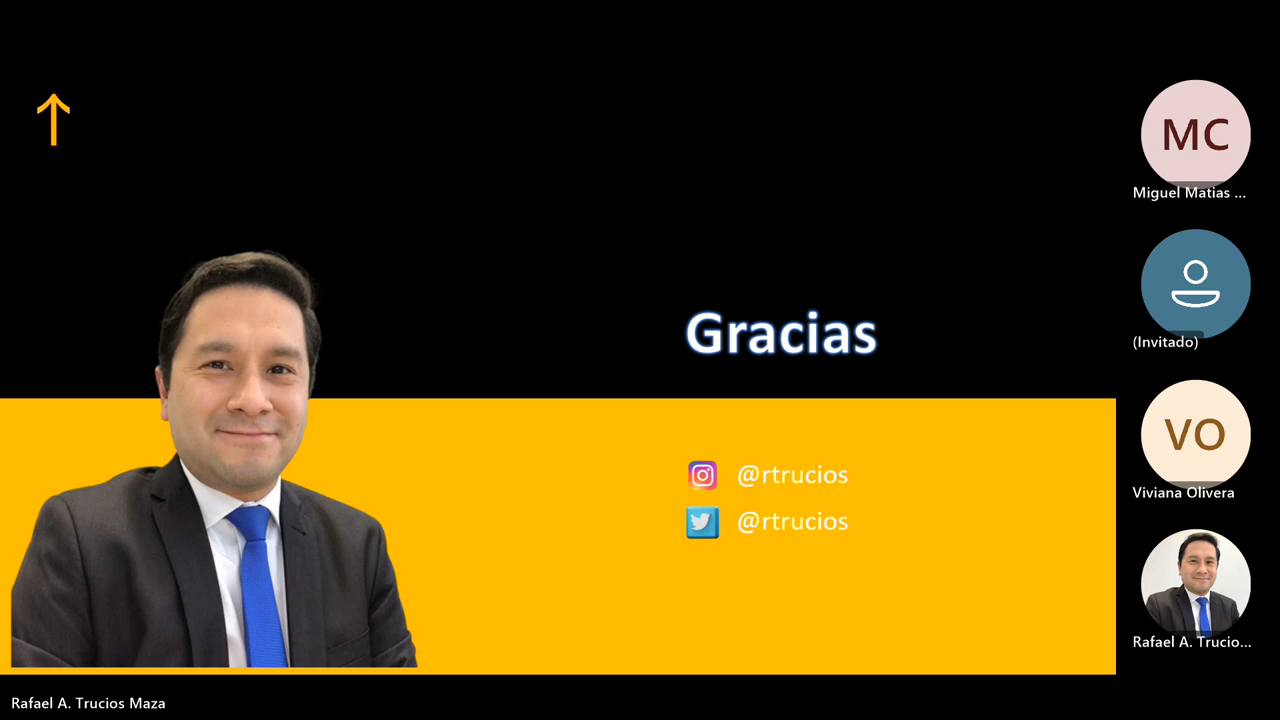 Gracias
@rtrucios
@rtrucios
MC
Miguel Matias ...
(Invitado)
VO
Viviana Olivera
Rafael A. Trucio...
Rafael A. Trucios Maza